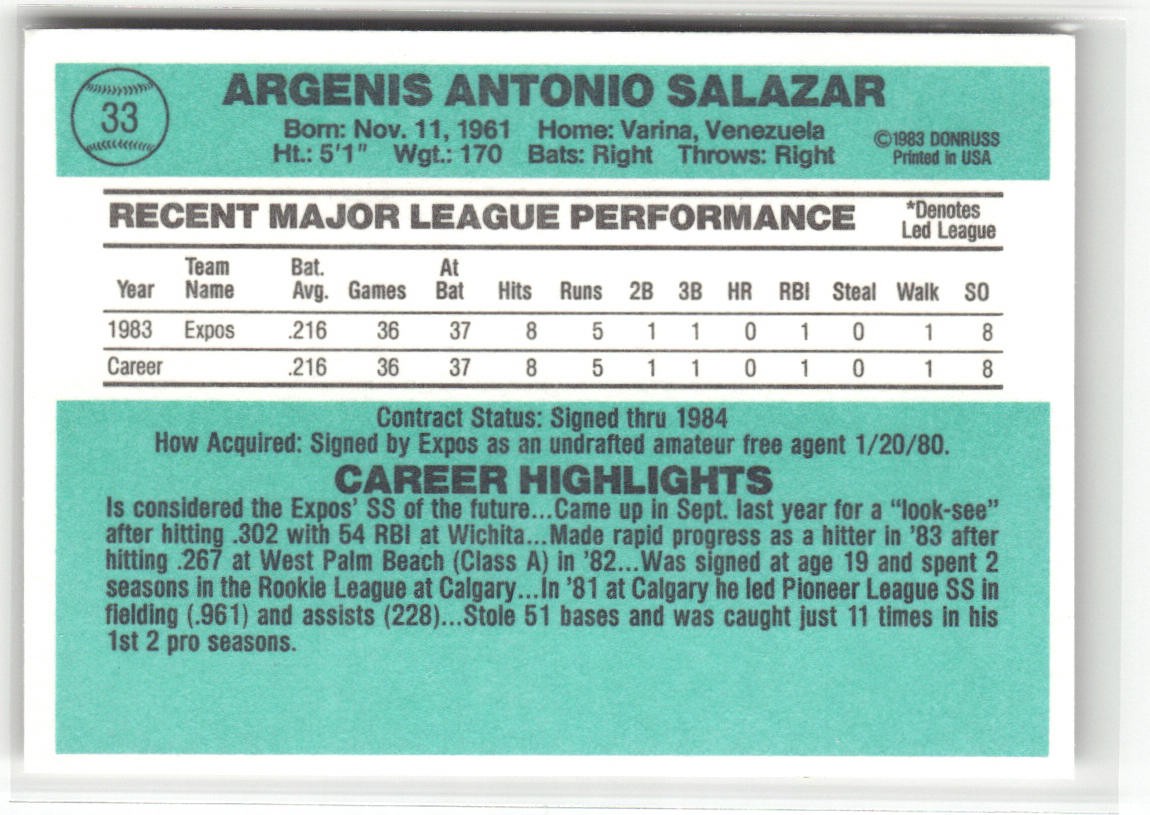 33
ARGENIS ANTONIO SALAZAR
Born: Nov. 11, 1961 Home: Varina, Venezuela
Ht.: 5'1" Wgt.: 170 Bats: Right Throws: Right
©1983 DONRUSS
Printed in USA
RECENT MAJOR LEAGUE PERFORMANCE
*Denotes
Led League
Year Team Name Bat. Avg. Games At Bat Hits Runs 2B 3B HR RBI Steal Walk SO
1983 Expos .216 36 37 8 5 1 1 0 1 0 1 8
Career .216 36 37 8 5 1 1 0 1 0 1 8
Contract Status: Signed thru 1984
How Acquired: Signed by Expos as an undrafted amateur free agent 1/20/80.
CAREER HIGHLIGHTS
Is considered the Expos' SS of the future...Came up in Sept. last year for a "look-see"
after hitting .302 with 54 RBI at Wichita...Made rapid progress as a hitter in '83 after
hitting .267 at West Palm Beach (Class A) in '82...Was signed at age 19 and spent 2
seasons in the Rookie League at Calgary...In '81 at Calgary he led Pioneer League SS in
fielding (.961) and assists (228)...Stole 51 bases and was caught just 11 times in his
1st 2 pro seasons.